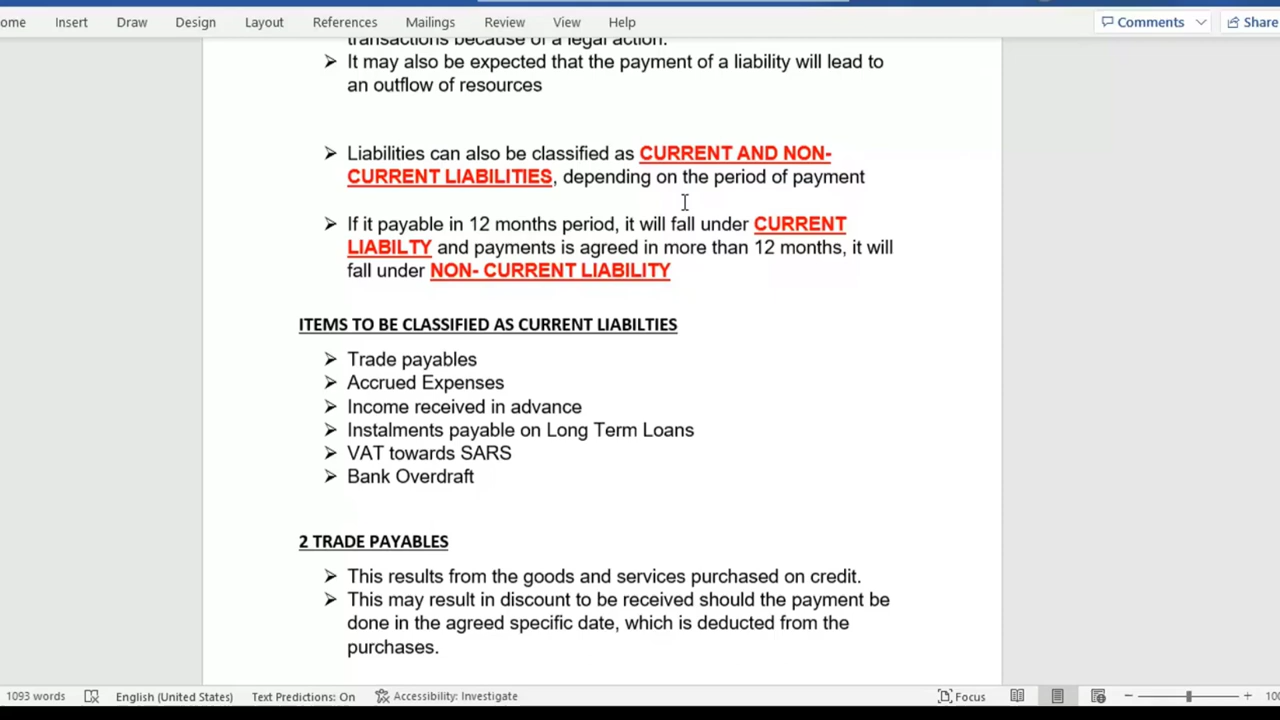 ome Insert Draw Design Layout References Mailings Review View Help Comments Share
transactions because of a legal action.
➢ It may also be expected that the payment of a liability will lead to
an outflow of resources
➢ Liabilities can also be classified as CURRENT AND NON-
CURRENT LIABILITIES, depending on the period of payment
➢ If it payable in 12 months period, it will fall under CURRENT
LIABILTY and payments is agreed in more than 12 months, it will
fall under NON- CURRENT LIABILITY
ITEMS TO BE CLASSIFIED AS CURRENT LIABILTIES
➢ Trade payables
➢ Accrued Expenses
➢ Income received in advance
➢ Instalments payable on Long Term Loans
➢ VAT towards SARS
➢ Bank Overdraft
2 TRADE PAYABLES
➢ This results from the goods and services purchased on credit.
➢ This may result in discount to be received should the payment be
done in the agreed specific date, which is deducted from the
purchases.
1093 words English (United States) Text Predictions: On Accessibility: Investigate Focus 100